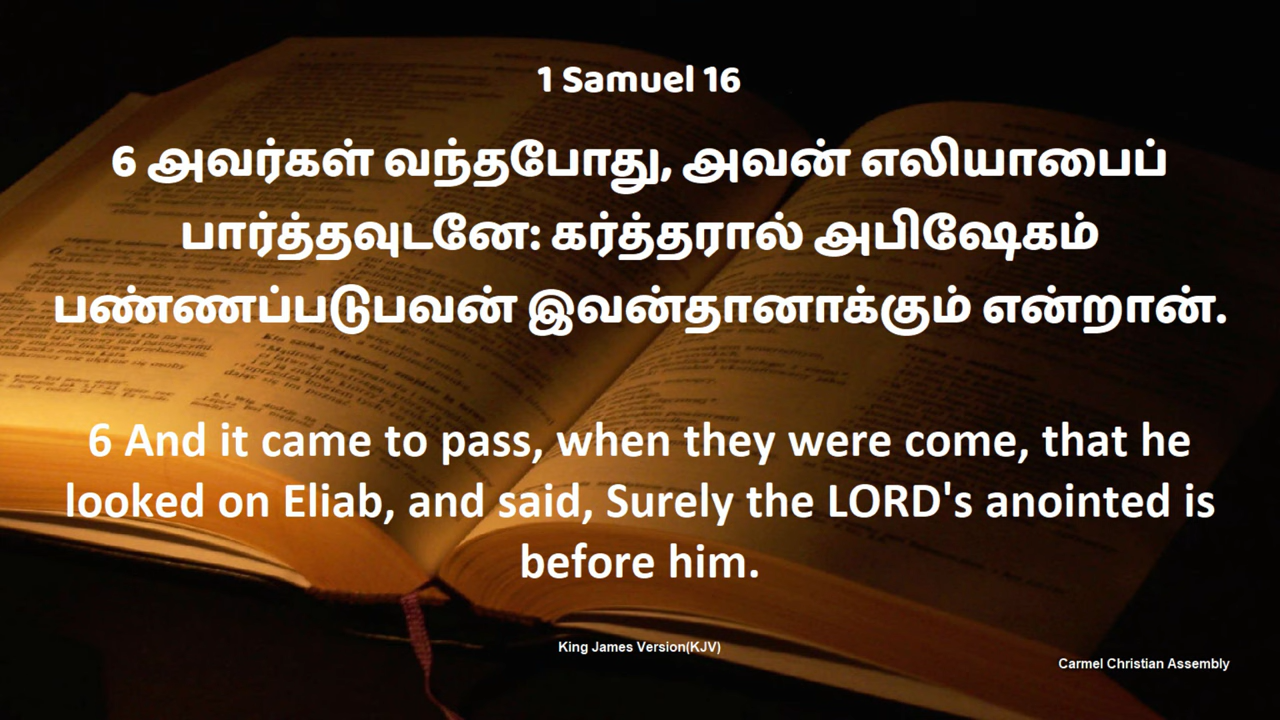 1 Samuel 16
6 அவர்கள் வந்தபோது, அவன் எலியாபைப்
பார்த்தவுடனே: கர்த்தரால் அபிஷேகம்
பண்ணப்படுபவன் இவன்தானாக்கும் என்றான்.
6 And it came to pass, when they were come, that he
looked on Eliab, and said, Surely the LORD's anointed is
before him.
King James Version(KJV)
Carmel Christian Assembly